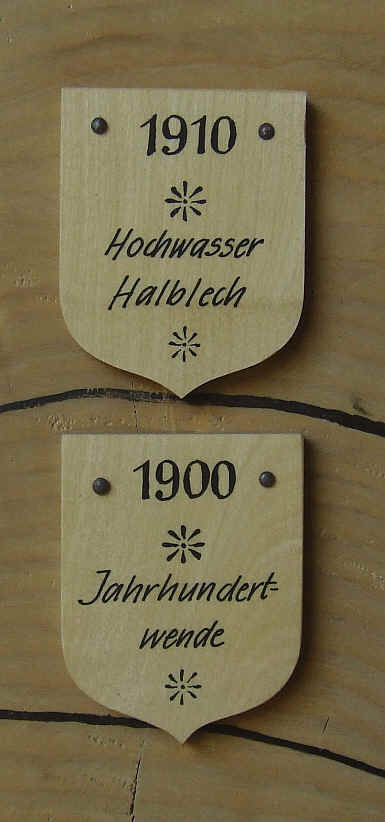 1910
Hochwasser
Halblech
1900
Jahrhundert-
wende